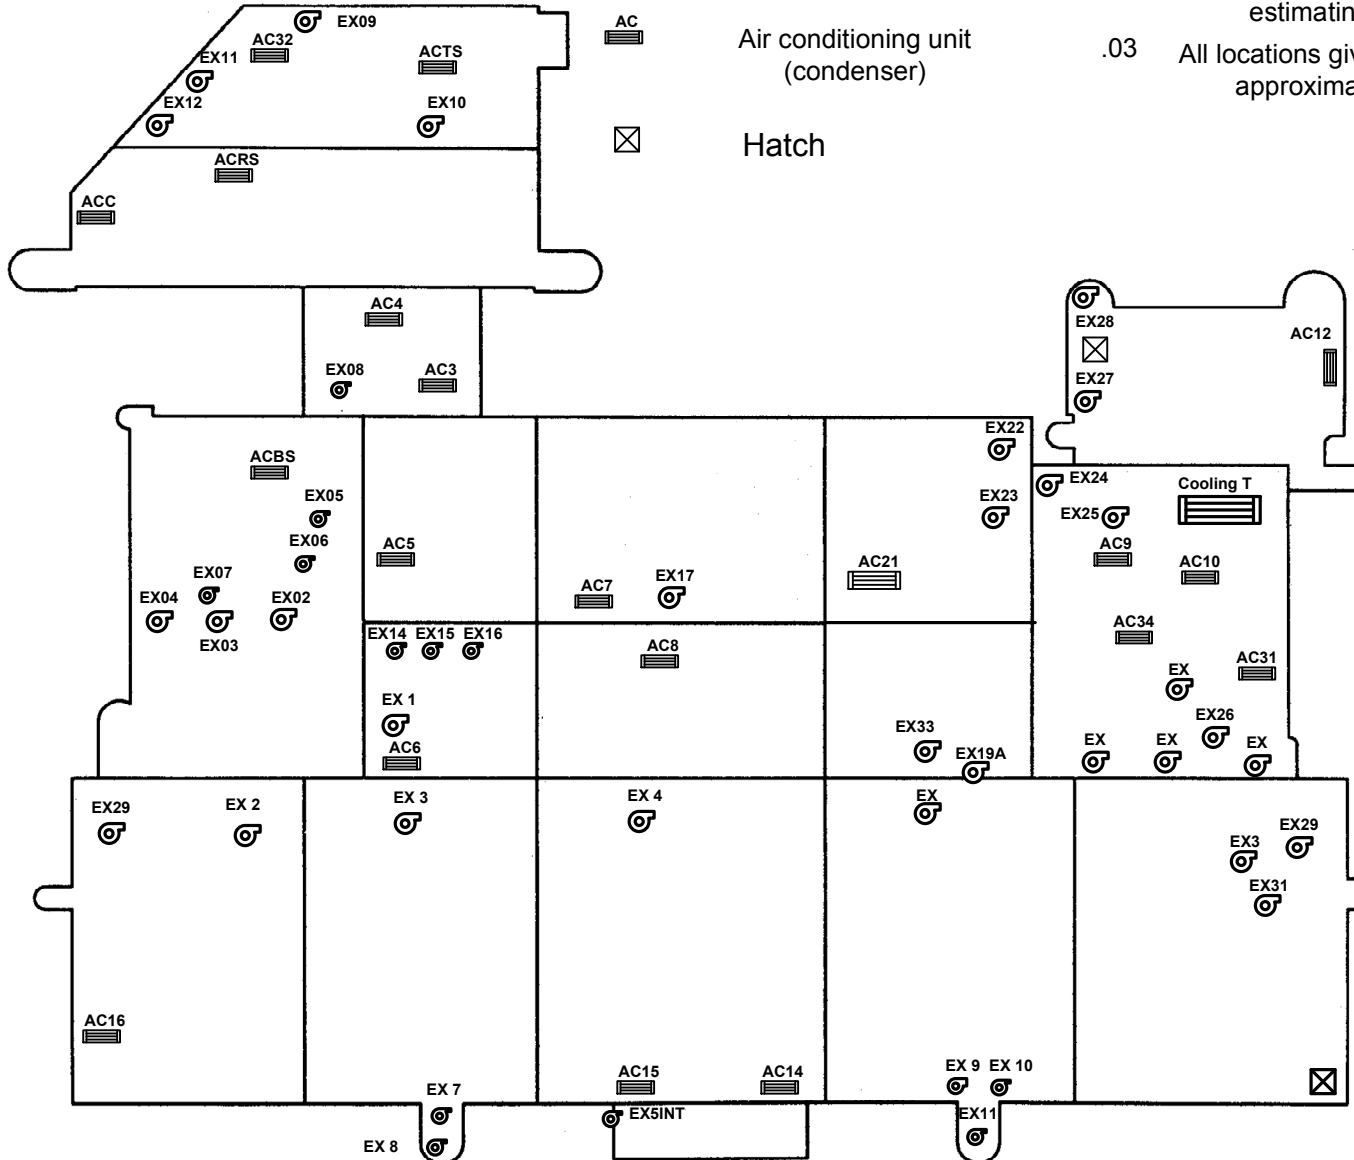 estimatin
.03 All locations giv
approxima
AC
Air conditioning unit
(condenser)
Hatch
EX09
AC32
ACTS
EX11
EX12
EX10
ACRS
ACC
AC4
EX08
AC3
EX28
AC12
EX27
ACBS
EX05
EX06
EX07
EX04
EX02
EX03
AC5
AC7
EX17
EX22
EX23
AC21
EX24
EX25
Cooling T
AC9
AC10
AC34
AC31
EX
EX26
EX
EX
EX
EX14 EX15 EX16
AC8
EX 1
AC6
EX33
EX19A
EX29
EX 2
EX 3
EX 4
EX
EX3
EX29
EX31
AC16
AC15
AC14
EX 9
EX 10
EX 7
EX5INT
EX11
EX 8